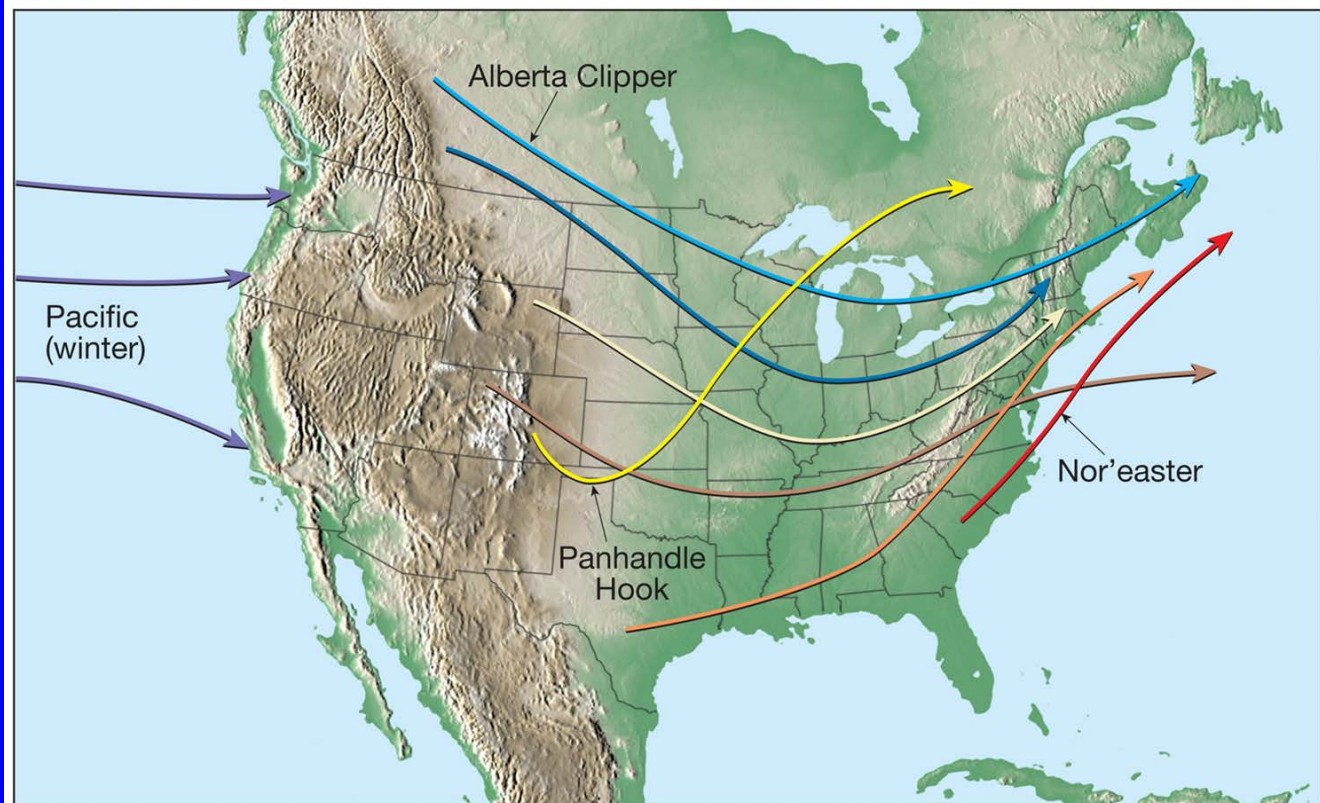 Alberta Clipper
Pacific
(winter)
Nor'easter
Panhandle
Hook